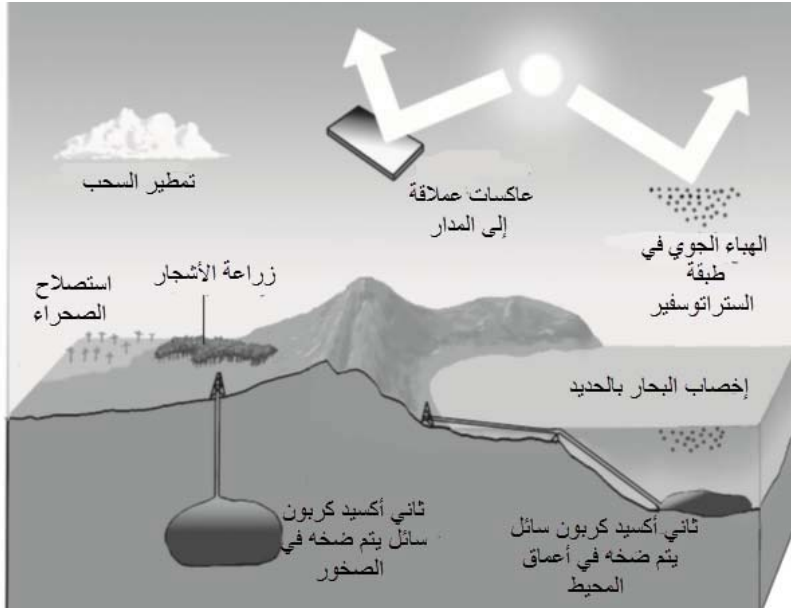 تمطير السحب
عاكسات عملاقة
إلى المدار
الهباء الجوي في
طبقة
الستراتوسفير
زراعة الأشجار
استصلاح
الصحراء
إخصاب البحار بالحديد
ثاني أكسيد كربون
سائل يتم ضخه في
الصخور
ثاني أكسيد كربون سائل
يتم ضخه في أعماق
المحيط